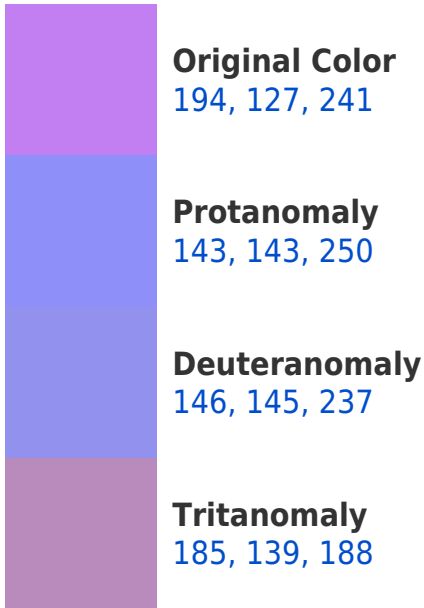 Original Color
194, 127, 241
Protanomaly
143, 143, 250
Deuteranomaly
146, 145, 237
Tritanomaly
185, 139, 188